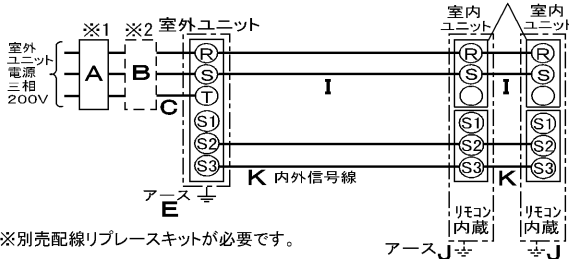 ※1 ※2 室外ユニット 室内ユニット 室内ユニット
室外ユニット電源三相200V
A B C
R R R
S S S
I I
T
S1 S1 S1
S2 S2 S2
S3 S3 S3
K 内外信号線 K
アース
E
リモコン内蔵 リモコン内蔵
※別売配線リプレースキットが必要です。
アース J J